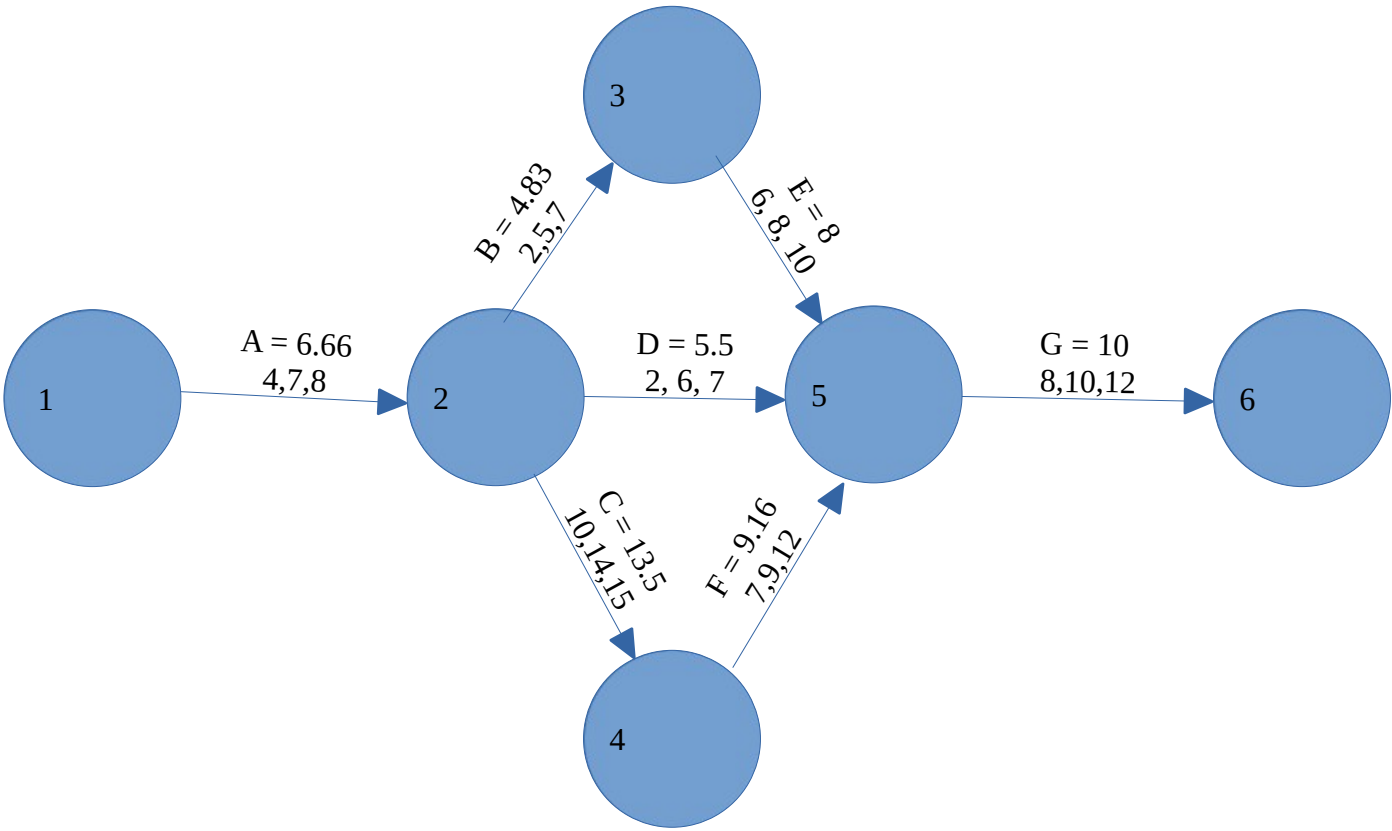 3
B = 4.83
2,5,7
E = 8
6, 8, 10
1
A = 6.66
4,7,8
2
D = 5.5
2, 6, 7
5
G = 10
8,10,12
6
C = 13.5
10,14,15
F = 9.16
7,9,12
4